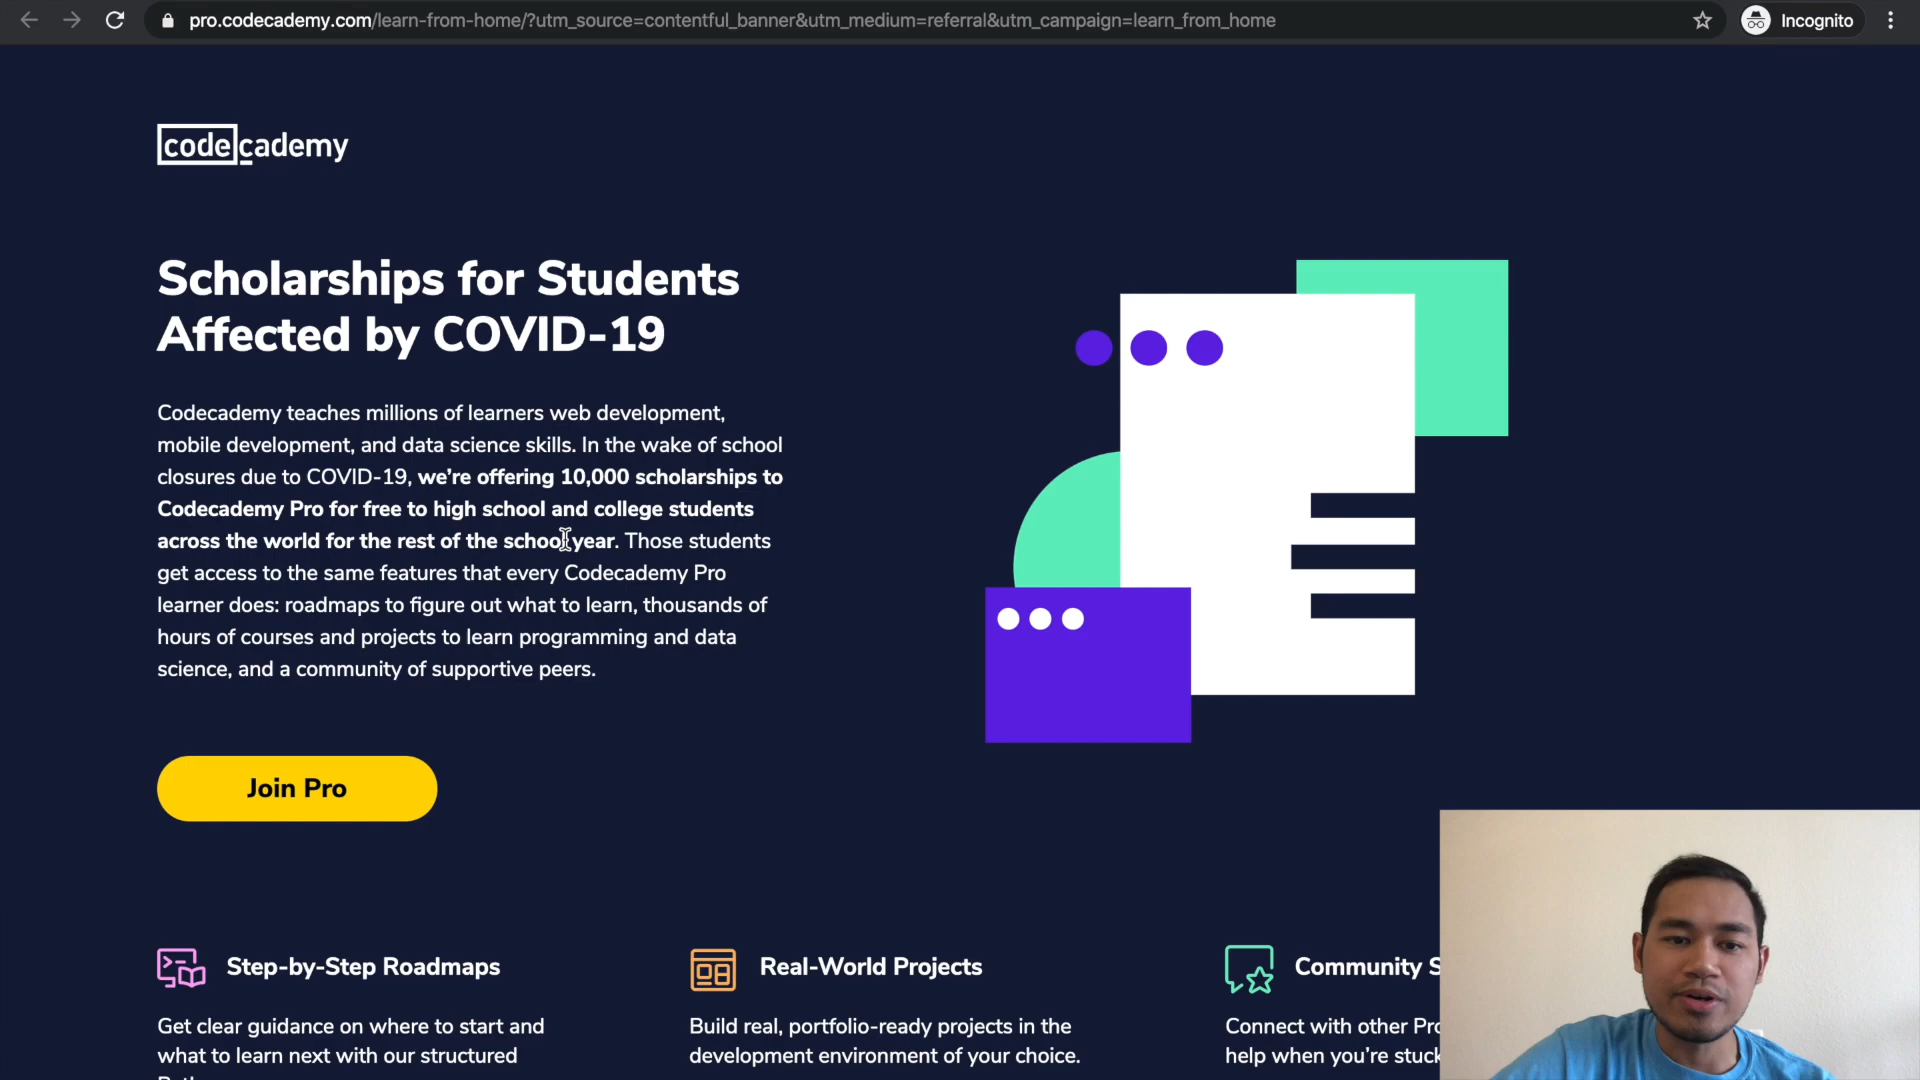 pro.codecademy.com/learn-from-home/?utm_source=contentful_banner&utm_medium=referral&utm_campaign=learn_from_home
Incognito
codecademy
Scholarships for Students
Affected by COVID-19
Codecademy teaches millions of learners web development,
mobile development, and data science skills. In the wake of school
closures due to COVID-19, we're offering 10,000 scholarships to
Codecademy Pro for free to high school and college students
across the world for the rest of the school year. Those students
get access to the same features that every Codecademy Pro
learner does: roadmaps to figure out what to learn, thousands of
hours of courses and projects to learn programming and data
science, and a community of supportive peers.
Join Pro
Step-by-Step Roadmaps
Get clear guidance on where to start and
what to learn next with our structured
Real-World Projects
Build real, portfolio-ready projects in the
development environment of your choice.
Community S
Connect with other Pro
help when you're stuck